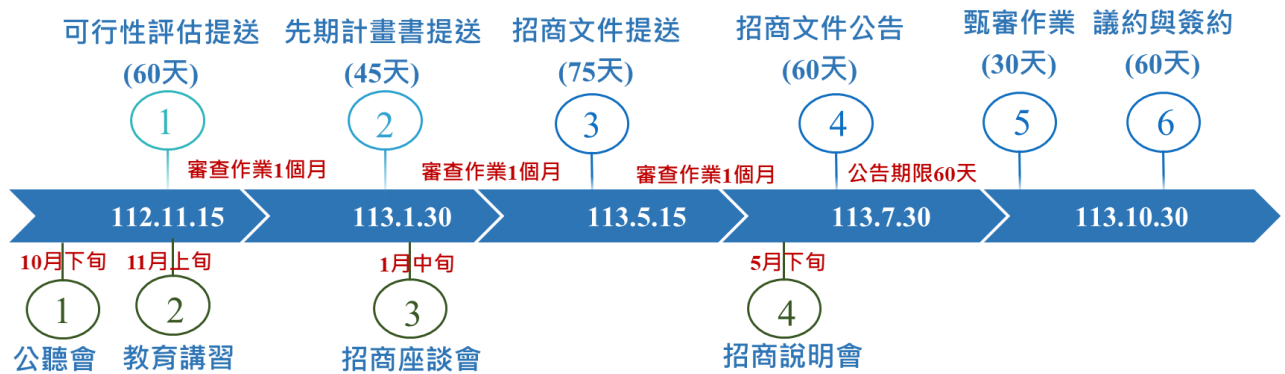 可行性評估提送
(60天)
1
先期計畫書提送
(45天)
2
招商文件提送
(75天)
3
招商文件公告
(60天)
4
甄審作業
(30天)
5
議約與簽約
(60天)
6
審查作業1個月
審查作業1個月
審查作業1個月
公告期限60天
112.11.15
113.1.30
113.5.15
113.7.30
113.10.30
10月下旬
1
公聽會
11月上旬
2
教育講習
1月中旬
3
招商座談會
5月下旬
4
招商說明會